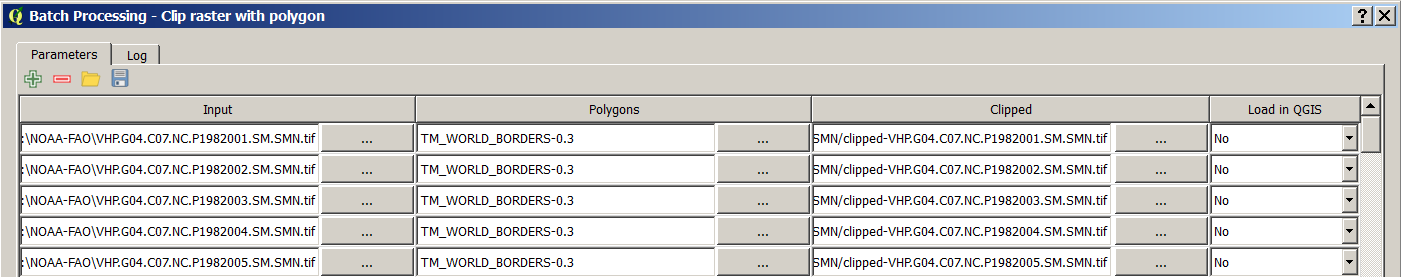 Batch Processing - Clip raster with polygon
Parameters Log
Input Polygons Clipped Load in QGIS
:\NOAA-FAO\VHP.G04.C07.NC.P1982001.SM.SMN.tif ... TM_WORLD_BORDERS-0.3 ... SMN/clipped-VHP.G04.C07.NC.P1982001.SM.SMN.tif ... No
:\NOAA-FAO\VHP.G04.C07.NC.P1982002.SM.SMN.tif ... TM_WORLD_BORDERS-0.3 ... SMN/clipped-VHP.G04.C07.NC.P1982002.SM.SMN.tif ... No
:\NOAA-FAO\VHP.G04.C07.NC.P1982003.SM.SMN.tif ... TM_WORLD_BORDERS-0.3 ... SMN/clipped-VHP.G04.C07.NC.P1982003.SM.SMN.tif ... No
:\NOAA-FAO\VHP.G04.C07.NC.P1982004.SM.SMN.tif ... TM_WORLD_BORDERS-0.3 ... SMN/clipped-VHP.G04.C07.NC.P1982004.SM.SMN.tif ... No
:\NOAA-FAO\VHP.G04.C07.NC.P1982005.SM.SMN.tif ... TM_WORLD_BORDERS-0.3 ... SMN/clipped-VHP.G04.C07.NC.P1982005.SM.SMN.tif ... No